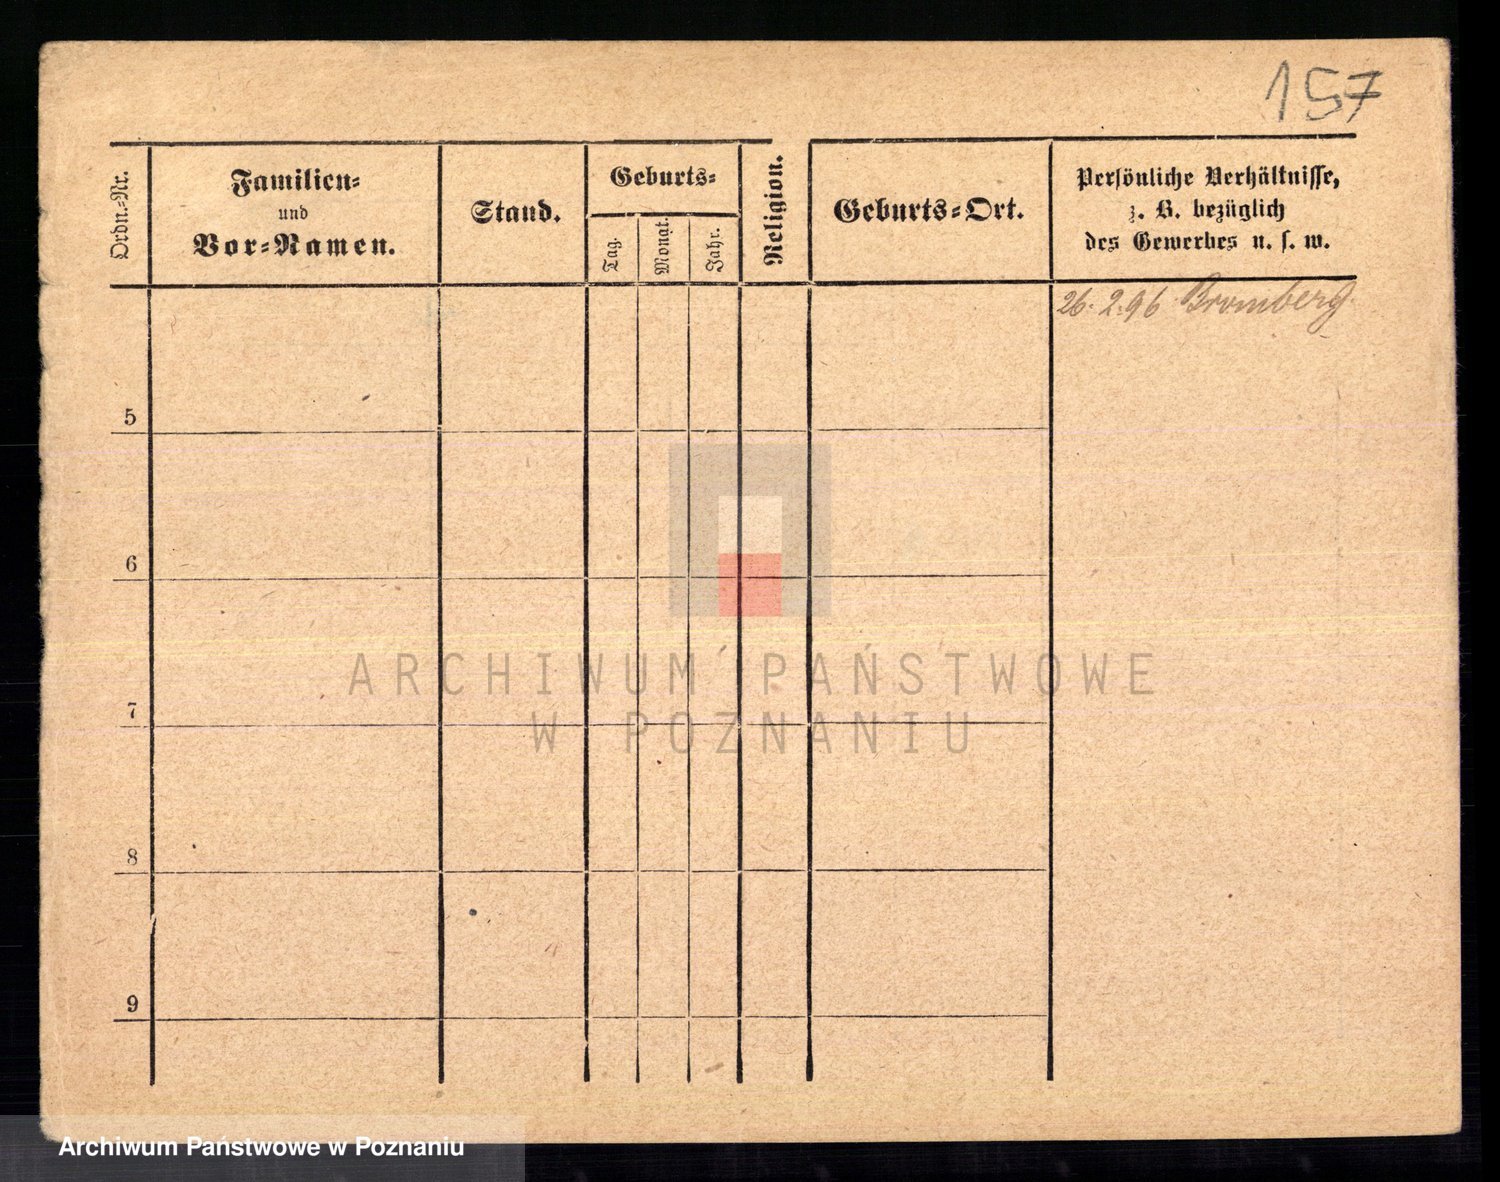 157
Ordn.-Nr.
Familien-
und
Vor-Namen.
Stand.
Geburts-
Tag.
Monat.
Jahr.
Religion.
Geburts-Ort.
Persönliche Verhältnisse,
z. B. bezüglich
des Gewerbes u. s. w.
26. 2. 96 Bromberg.
5
6
7
8
9
ARCHIWUM PAŃSTWOWE
W POZNANIU
Archiwum Państwowe w Poznaniu